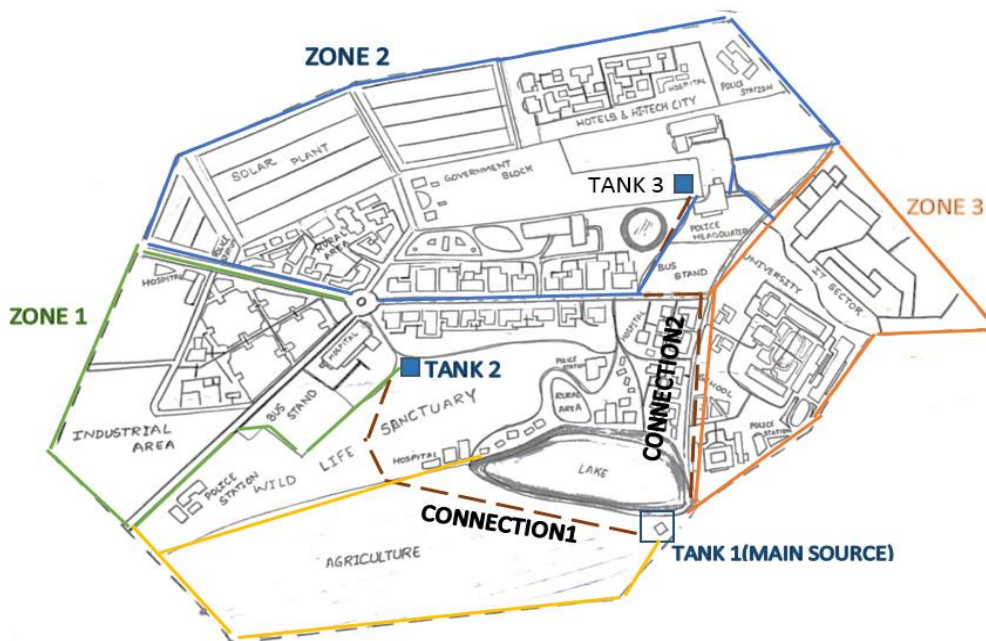 ZONE 2
POLICE
STATION
HOSPITAL
HOTELS & HI-TECH CITY
SOLAR PLANT
GOVERNMENT
BLOCK
TANK 3
ZONE 3
POLICE
HEADQUATER
RURAL
AREA
POLICE
STATION
HOSPITAL
BUS
STAND
UNIVERSITY
IT SECTOR
ZONE 1
HOSPITAL
HOSPITAL
CONNECTION2
TANK 2
POLICE
STATION
SCHOOL
BUS
STAND
SANCTUARY
RURAL
AREA
INDUSTRIAL
AREA
POLICE
STATION
LIFE
HOSPITAL
LAKE
POLICE
STATION
WILD
CONNECTION1
AGRICULTURE
TANK 1(MAIN SOURCE)